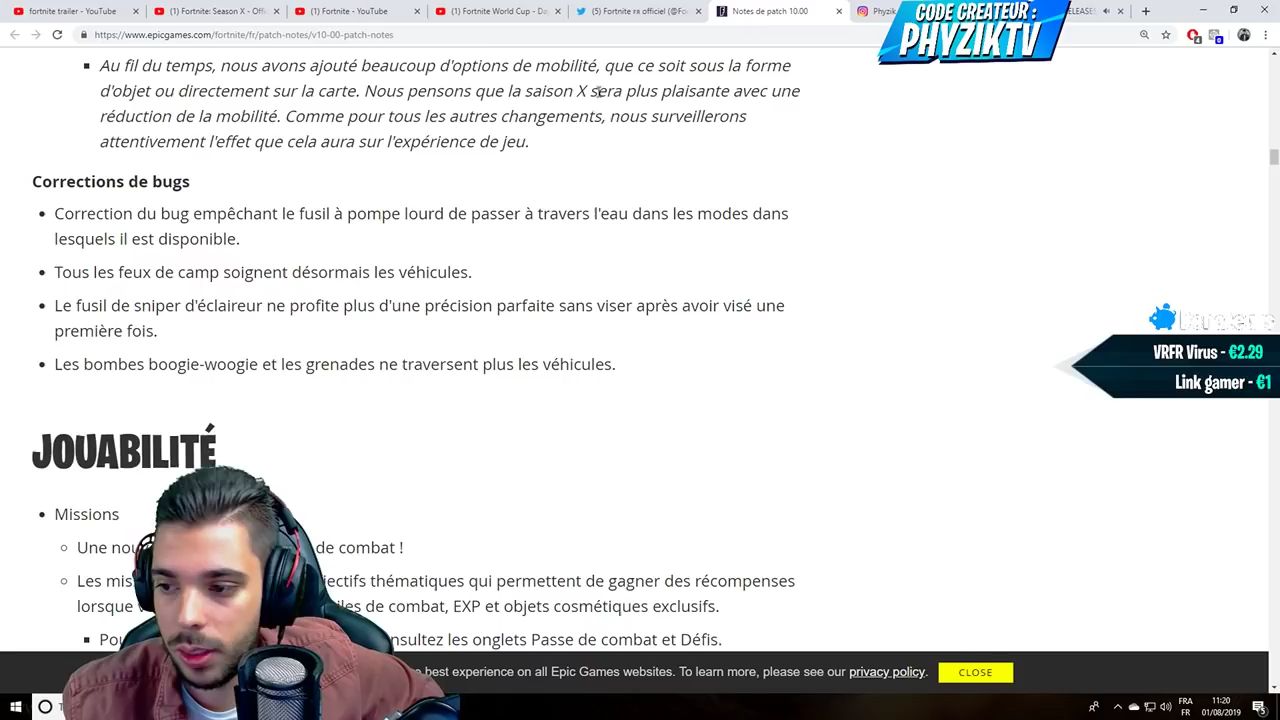 fortnite trailer - YouTube
(1) Fortnite: Season X - Offi
(1) Fortnite - YouTube
(1) Fortnite World Cup - Da
(5) Fortnite FR officiel (@Fo
Notes de patch 10.00
Phyzik
https://www.epicgames.com/fortnite/fr/patch-notes/v10-00-patch-notes
CODE CREATEUR :
PHYZIKTV
Au fil du temps, avons ajouté beaucoup d'options de mobilité, que ce soit sous la forme
d'objet ou directement sur la carte. Nous pensons que la saison X sera plus plaisante avec une
réduction de la mobilité. Comme pour tous les autres changements, nous surveillerons
attentivement l'effet que cela aura sur l'expérience de jeu.
Corrections de bugs
Correction du bug empêchant le fusil à pompe lourd de passer à travers l'eau dans les modes dans
lesquels il est disponible.
Tous les feux de camp soignent désormais les véhicules.
Le fusil de sniper d'éclaireur ne profite plus d'une précision parfaite sans viser après avoir visé une
première fois.
Les bombes boogie-woogie et les grenades ne traversent plus les véhicules.
VRFR Virus - €2.29
Link gamer - €1
JOUABILITÉ
Missions
Une nou de combat !
Les mis jectifs thématiques qui permettent de gagner des récompenses
lorsque iles de combat, EXP et objets cosmétiques exclusifs.
Pou nsultez les onglets Passe de combat et Défis.
best experience on all Epic Games websites. To learn more, please see our privacy policy.
CLOSE
FRA
FR
11:20
01/08/2019